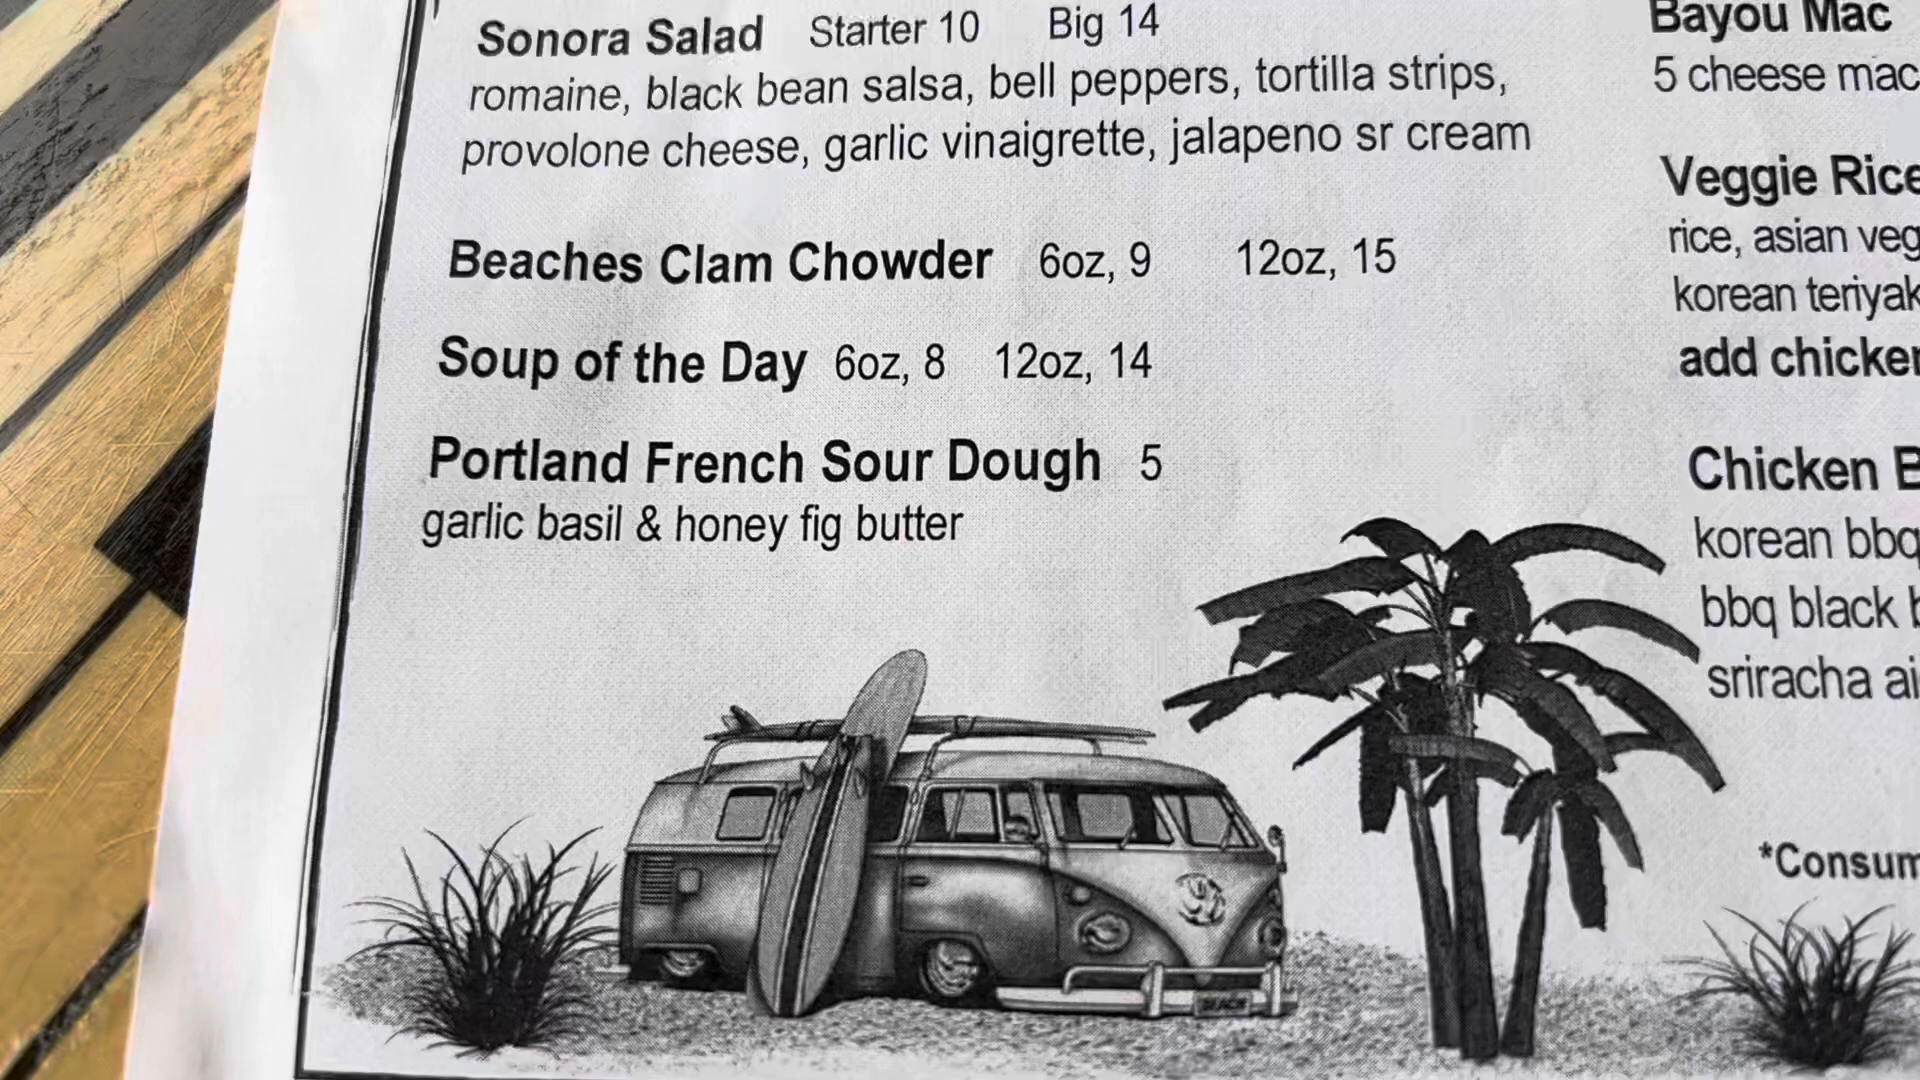 Sonora Salad Starter 10 Big 14
romaine, black bean salsa, bell peppers, tortilla strips,
provolone cheese, garlic vinaigrette, jalapeno sr cream
Beaches Clam Chowder 6oz, 9 12oz, 15
Soup of the Day 6oz, 8 12oz, 14
Portland French Sour Dough 5
garlic basil & honey fig butter
BEACH
Bayou Mac
5 cheese mac
Veggie Rice
rice, asian veg
korean teriyak
add chicken
Chicken B
korean bbq
bbq black b
sriracha ai
*Consum